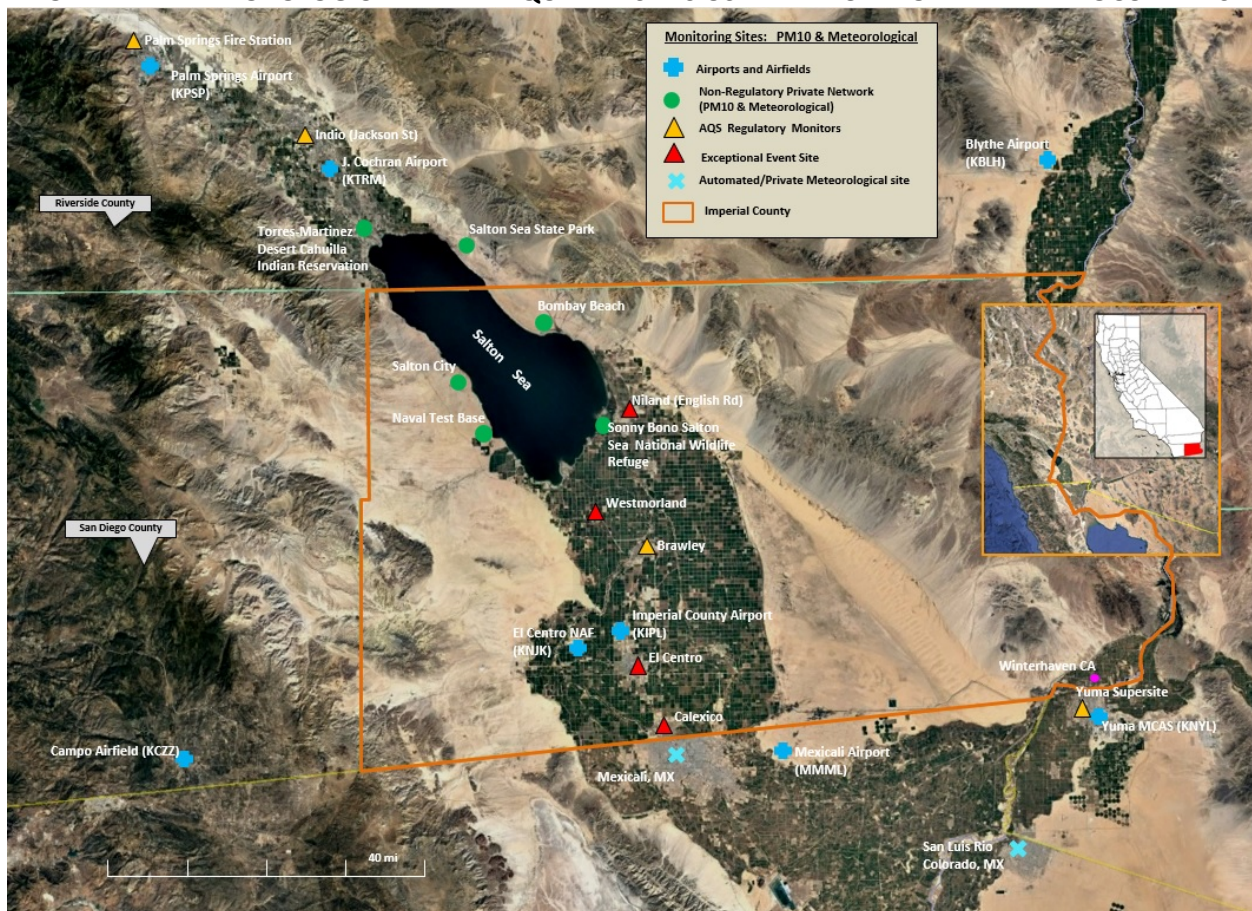 Palm Springs Fire Station
Palm Springs Airport
(KPSP)
Indio (Jackson St)
J. Cochran Airport
(KTRM)
Riverside County
Torres-Martinez
Desert Cahuilla
Indian Reservation
Salton Sea State Park
Monitoring Sites: PM10 & Meteorological
Airports and Airfields
Non-Regulatory Private Network
(PM10 & Meteorological)
AQS Regulatory Monitors
Exceptional Event Site
Automated/Private Meteorological site
Imperial County
Blythe Airport
(KBLH)
Bombay Beach
Salton Sea
Salton City
Naval Test Base
Niland (English Rd)
Sonny Bono Salton
Sea National Wildlife
Refuge
Westmorland
San Diego County
Brawley
Imperial County Airport
(KIPL)
El Centro NAF
(KNJK)
El Centro
Winterhaven CA
Yuma Supersite
Yuma MCAS (KNYL)
Calexico
Campo Airfield (KCZZ)
Mexicali, MX
Mexicali Airport
(MMML)
San Luis Rio
Colorado, MX
40 mi